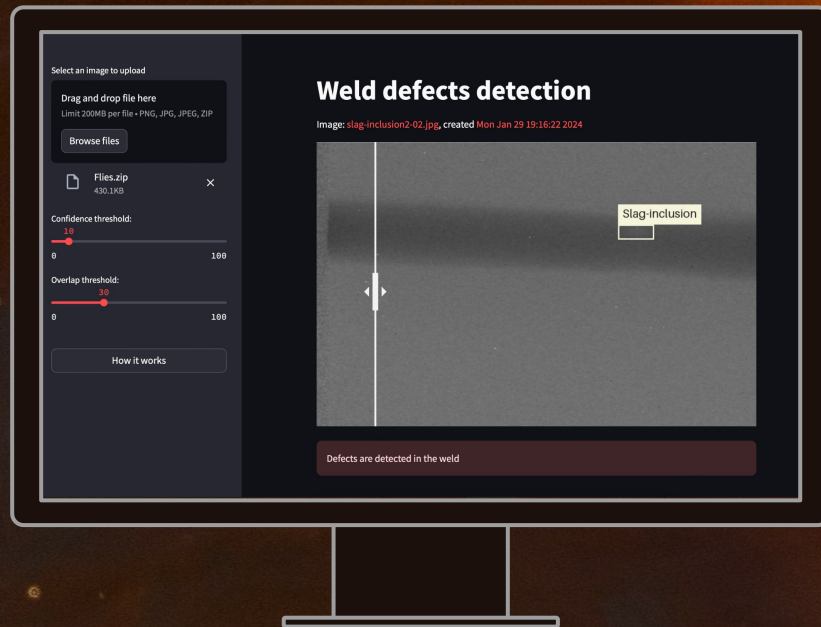 Select an image to upload
Drag and drop file here
Limit 200MB per file • PNG, JPG, JPEG, ZIP
Browse files
Flies.zip
430.1KB
Confidence threshold:
10
0 100
Overlap threshold:
30
0 100
How it works
Weld defects detection
Image: slag-inclusion2-02.jpg, created Mon Jan 29 19:16:22 2024
Slag-inclusion
Defects are detected in the weld